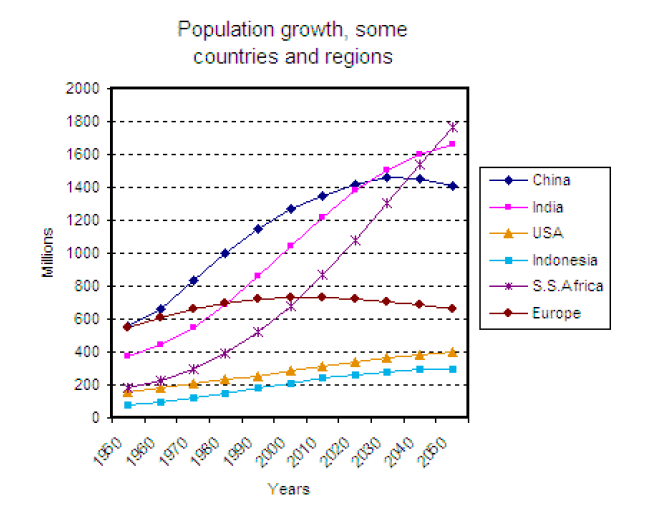 Population growth, some
countries and regions
2000
1800
1600
1400
1200
1000
800
600
400
200
0
Millions
1950
1960
1970
1980
1990
2000
2010
2020
2030
2040
2050
Years
China
India
USA
Indonesia
S.S.Africa
Europe